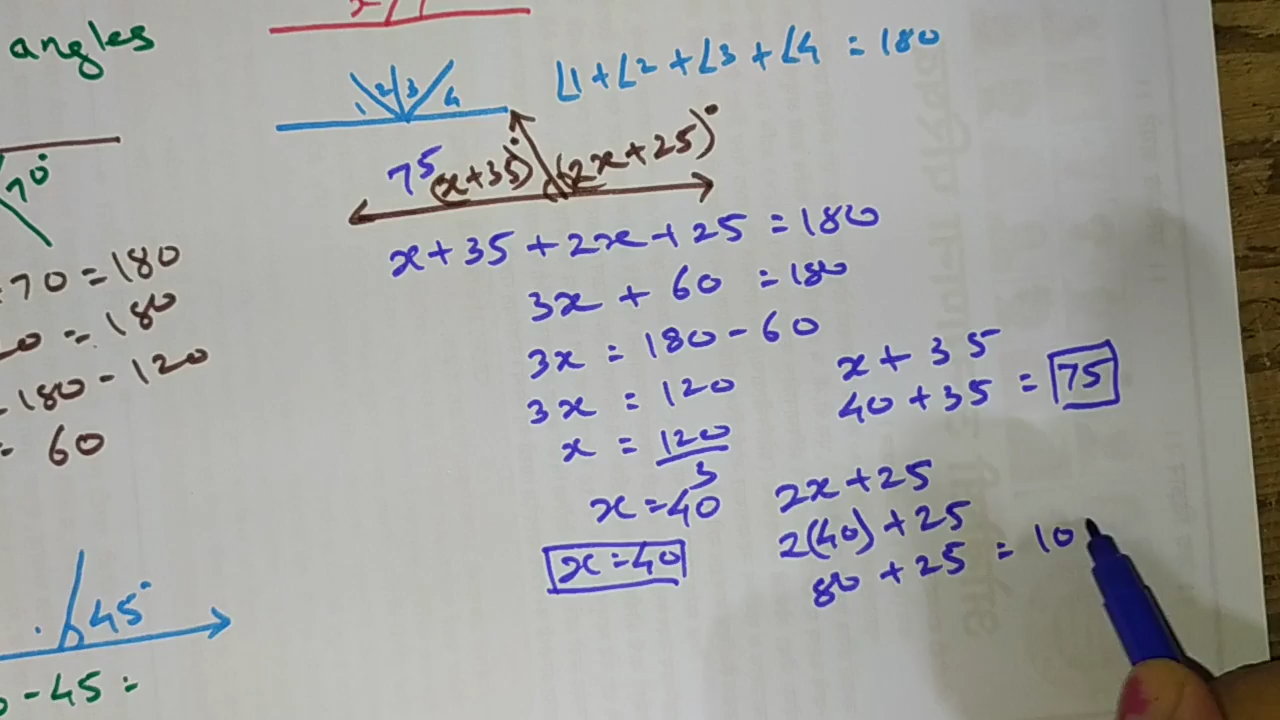 angles
1 2 3 4
∠1+∠2+∠3+∠4 = 180
70°
75 (x+35)° (2x+25)°
x+35+2x+25 = 180
3x + 60 = 180
3x = 180-60
3x = 120
x = 120/3
x = 40
x = 40
x + 35
40 + 35 = 75
2x + 25
2(40) + 25
80 + 25 = 10
70 = 180
= 180
180 - 120
= 60
45°
- 45 =